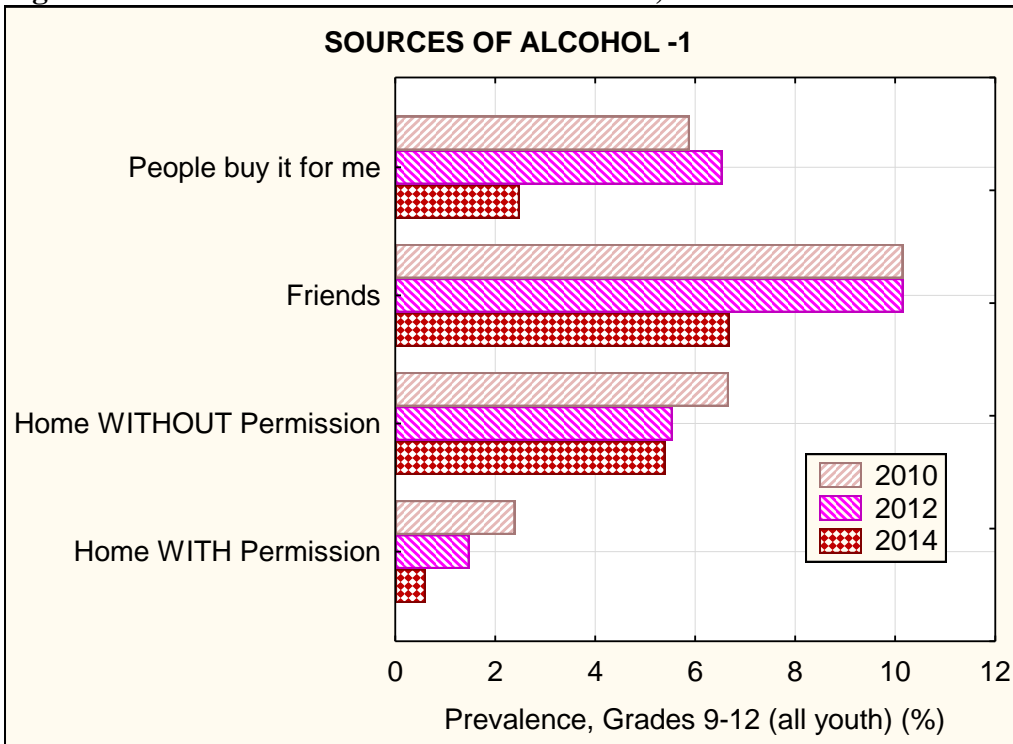 SOURCES OF ALCOHOL -1
People buy it for me
Friends
Home WITHOUT Permission
Home WITH Permission
2010
2012
2014
0 2 4 6 8 10 12
Prevalence, Grades 9-12 (all youth) (%)